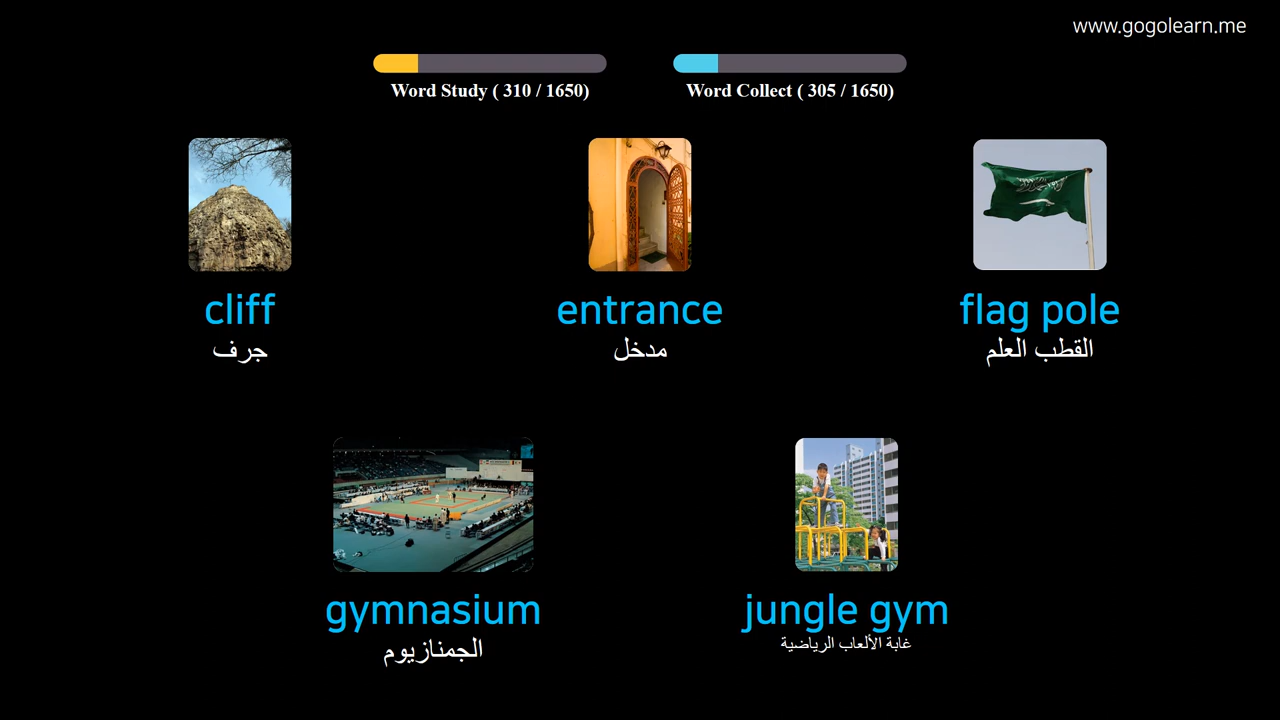 www.gogolearn.me
Word Study ( 310 / 1650)
Word Collect ( 305 / 1650)
cliff
جرف
entrance
مدخل
flag pole
القطب العلم
gymnasium
الجمنازيوم
jungle gym
غابة الألعاب الرياضية